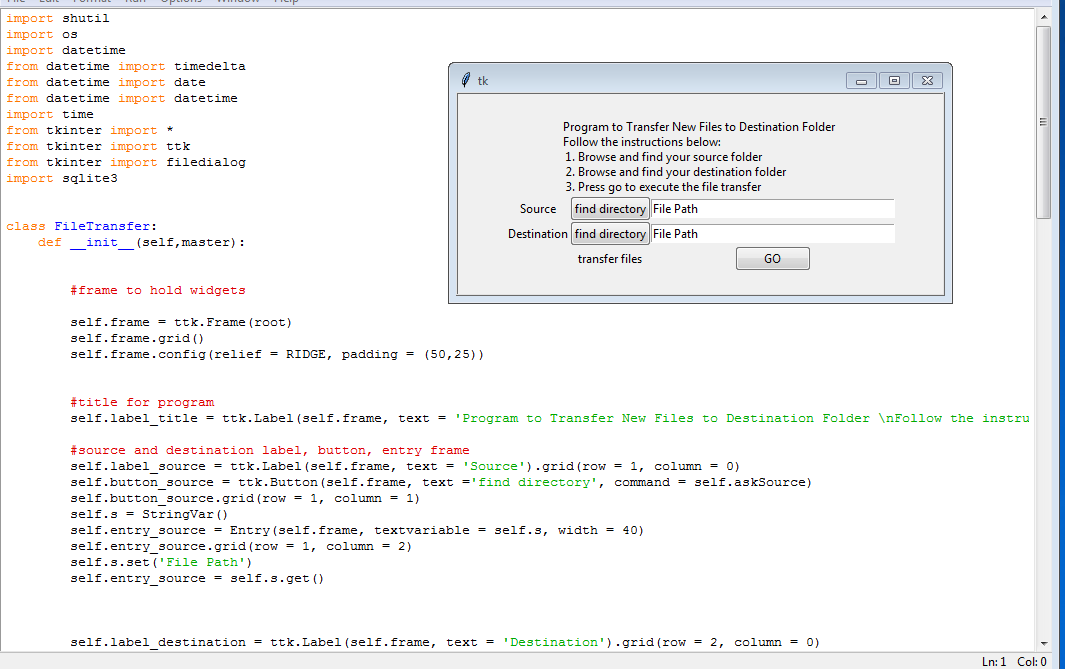 File Edit Format Run Options Window Help
import shutil
import os
import datetime
from datetime import timedelta
from datetime import date
from datetime import datetime
import time
from tkinter import *
from tkinter import ttk
from tkinter import filedialog
import sqlite3
class FileTransfer:
def __init__(self,master):
#frame to hold widgets
self.frame = ttk.Frame(root)
self.frame.grid()
self.frame.config(relief = RIDGE, padding = (50,25))
#title for program
self.label_title = ttk.Label(self.frame, text = 'Program to Transfer New Files to Destination Folder \nFollow the instru
#source and destination label, button, entry frame
self.label_source = ttk.Label(self.frame, text = 'Source').grid(row = 1, column = 0)
self.button_source = ttk.Button(self.frame, text ='find directory', command = self.askSource)
self.button_source.grid(row = 1, column = 1)
self.s = StringVar()
self.entry_source = Entry(self.frame, textvariable = self.s, width = 40)
self.entry_source.grid(row = 1, column = 2)
self.s.set('File Path')
self.entry_source = self.s.get()
self.label_destination = ttk.Label(self.frame, text = 'Destination').grid(row = 2, column = 0)
tk
Program to Transfer New Files to Destination Folder
Follow the instructions below:
1. Browse and find your source folder
2. Browse and find your destination folder
3. Press go to execute the file transfer
Source find directory File Path
Destination find directory File Path
transfer files GO
Ln: 1 Col: 0